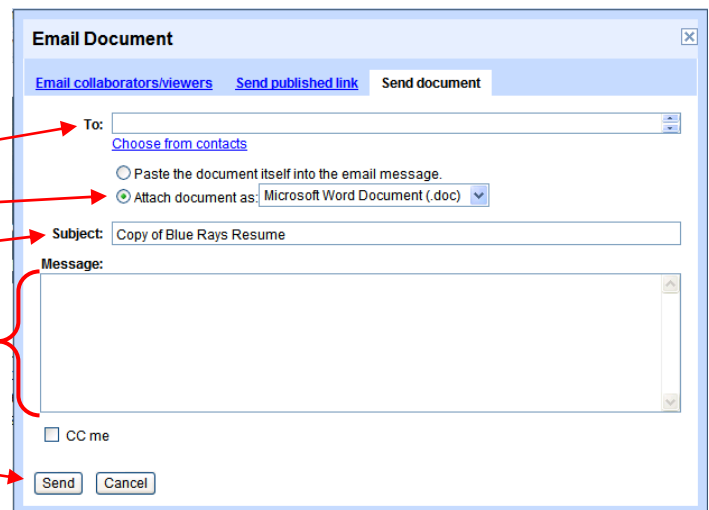 Email Document
Email collaborators/viewers Send published link Send document
To:
Choose from contacts
Paste the document itself into the email message.
Attach document as: Microsoft Word Document (.doc)
Subject: Copy of Blue Rays Resume
Message:
CC me
Send Cancel